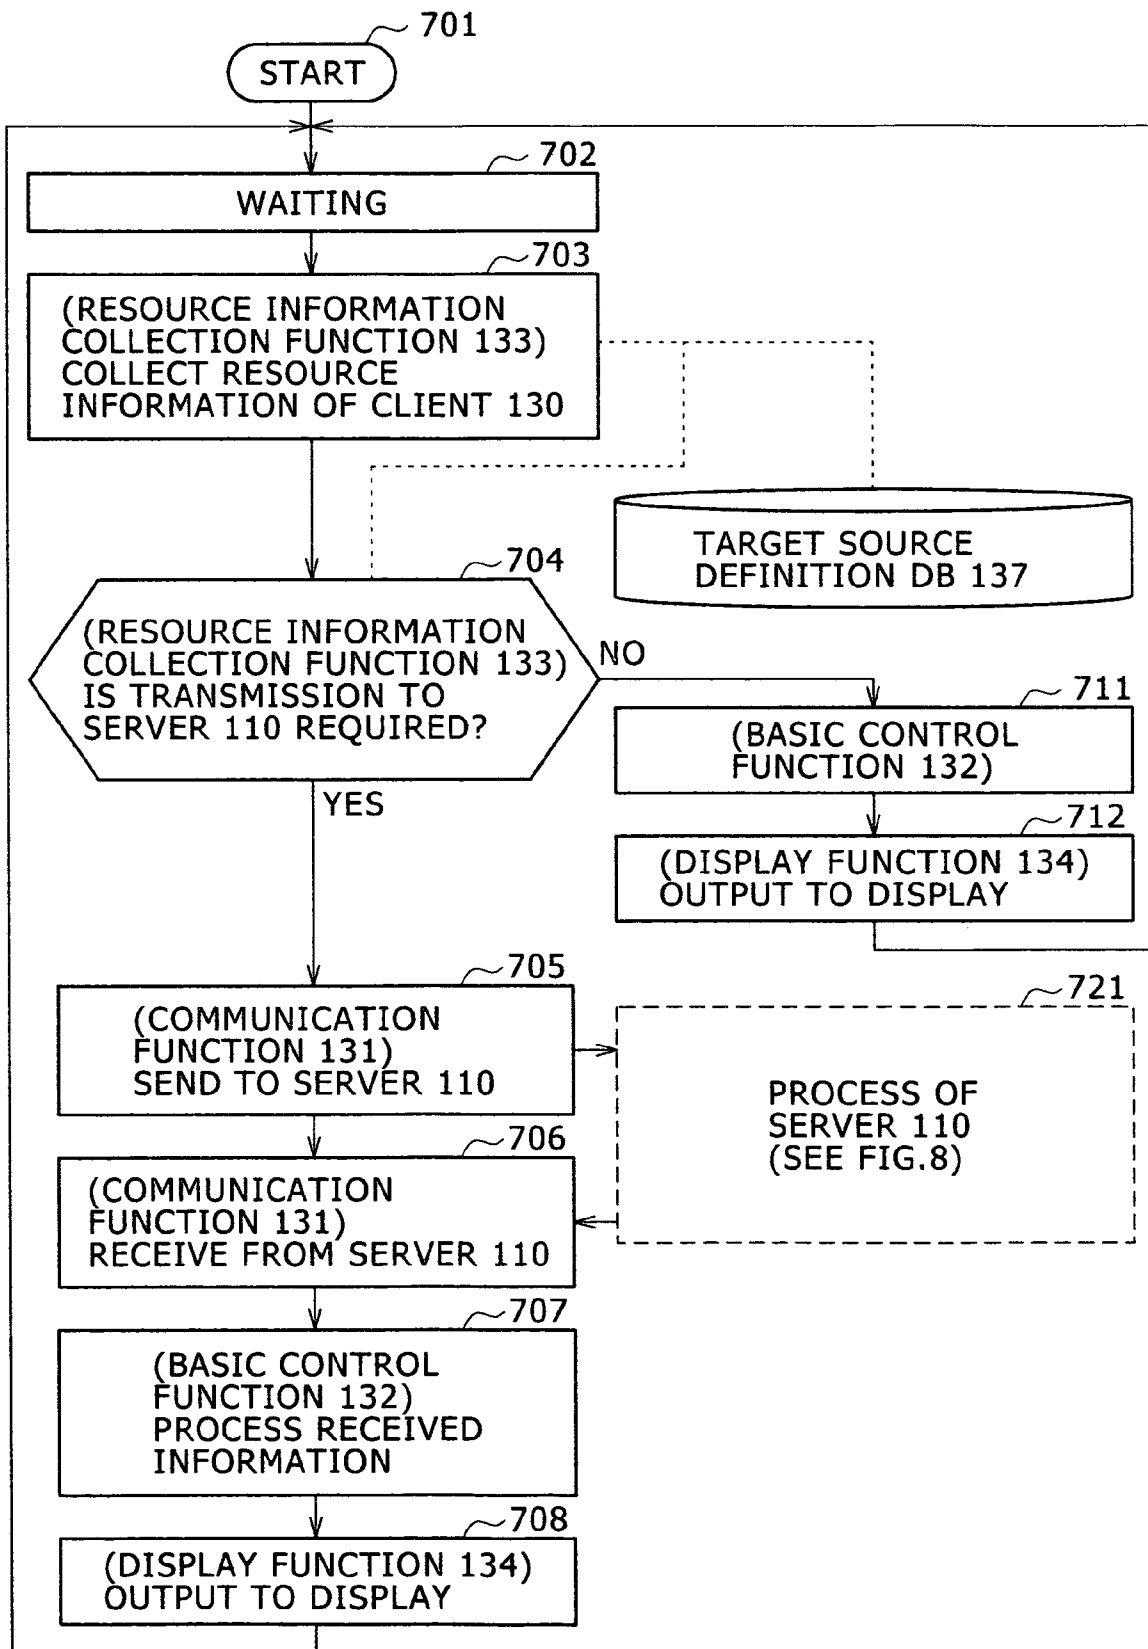 701
START
702
WAITING
703
(RESOURCE INFORMATION
COLLECTION FUNCTION 133)
COLLECT RESOURCE
INFORMATION OF CLIENT 130
TARGET SOURCE
DEFINITION DB 137
704
(RESOURCE INFORMATION
COLLECTION FUNCTION 133)
IS TRANSMISSION TO
SERVER 110 REQUIRED?
NO
YES
711
(BASIC CONTROL
FUNCTION 132)
712
(DISPLAY FUNCTION 134)
OUTPUT TO DISPLAY
705
(COMMUNICATION
FUNCTION 131)
SEND TO SERVER 110
721
PROCESS OF
SERVER 110
(SEE FIG.8)
706
(COMMUNICATION
FUNCTION 131)
RECEIVE FROM SERVER 110
707
(BASIC CONTROL
FUNCTION 132)
PROCESS RECEIVED
INFORMATION
708
(DISPLAY FUNCTION 134)
OUTPUT TO DISPLAY